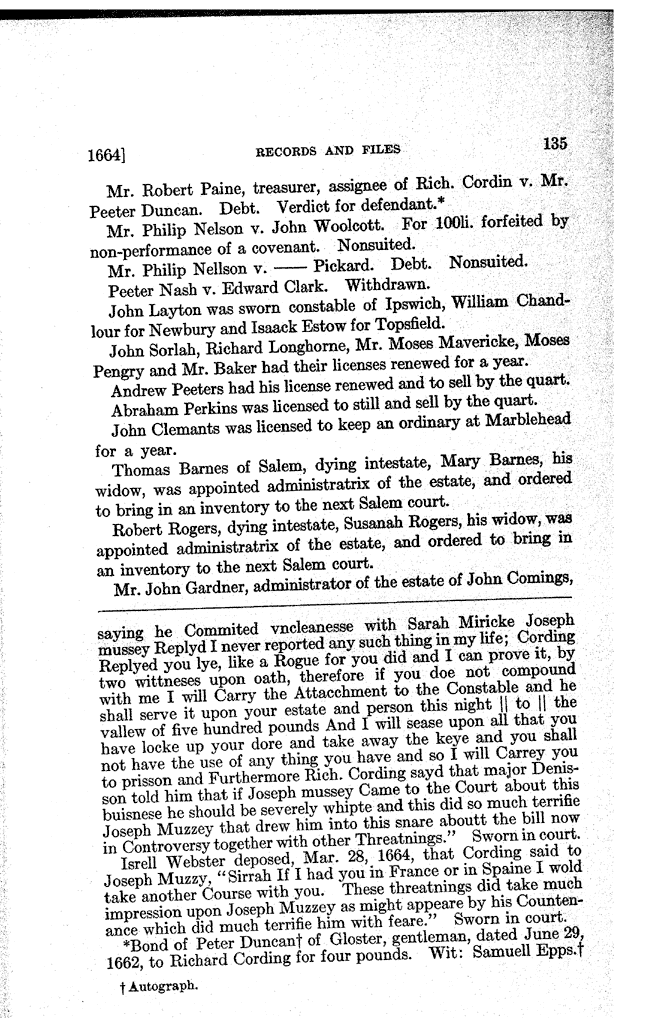 1664] RECORDS AND FILES 135
Mr. Robert Paine, treasurer, assignee of Rich. Cordin v. Mr.
Peeter Duncan. Debt. Verdict for defendant.*
Mr. Philip Nelson v. John Woolcott. For 100li. forfeited by
non-performance of a covenant. Nonsuited.
Mr. Philip Nellson v. —— Pickard. Debt. Nonsuited.
Peeter Nash v. Edward Clark. Withdrawn.
John Layton was sworn constable of Ipswich, William Chand-
lour for Newbury and Isaack Estow for Topsfield.
John Sorlah, Richard Longhorne, Mr. Moses Mavericke, Moses
Pengry and Mr. Baker had their licenses renewed for a year.
Andrew Peeters had his license renewed and to sell by the quart.
Abraham Perkins was licensed to still and sell by the quart.
John Clemants was licensed to keep an ordinary at Marblehead
for a year.
Thomas Barnes of Salem, dying intestate, Mary Barnes, his
widow, was appointed administratrix of the estate, and ordered
to bring in an inventory to the next Salem court.
Robert Rogers, dying intestate, Susanah Rogers, his widow, was
appointed administratrix of the estate, and ordered to bring in
an inventory to the next Salem court.
Mr. John Gardner, administrator of the estate of John Comings,
saying he Commited vncleanesse with Sarah Miricke Joseph
mussey Replyd I never reported any such thing in my life; Cording
Replyed you lye, like a Rogue for you did and I can prove it, by
two wittneses upon oath, therefore if you doe not compound
with me I will Carry the Attacchment to the Constable and he
shall serve it upon your estate and person this night || to || the
vallew of five hundred pounds And I will sease upon all that you
have locke up your dore and take away the keye and you shall
not have the use of any thing you have and so I will Carrey you
to prisson and Furthermore Rich. Cording sayd that major Denis-
son told him that if Joseph mussey Came to the Court about this
buisnese he should be severely whipte and this did so much terrifie
Joseph Muzzey that drew him into this snare aboutt the bill now
in Controversy together with other Threatnings." Sworn in court.
Isrell Webster deposed, Mar. 28, 1664, that Cording said to
Joseph Muzzy, "Sirrah If I had you in France or in Spaine I wold
take another Course with you. These threatnings did take much
impression upon Joseph Muzzey as might appeare by his Counten-
ance which did much terrifie him with feare." Sworn in court.
*Bond of Peter Duncan† of Gloster, gentleman, dated June 29,
1662, to Richard Cording for four pounds. Wit: Samuell Epps.†
† Autograph.